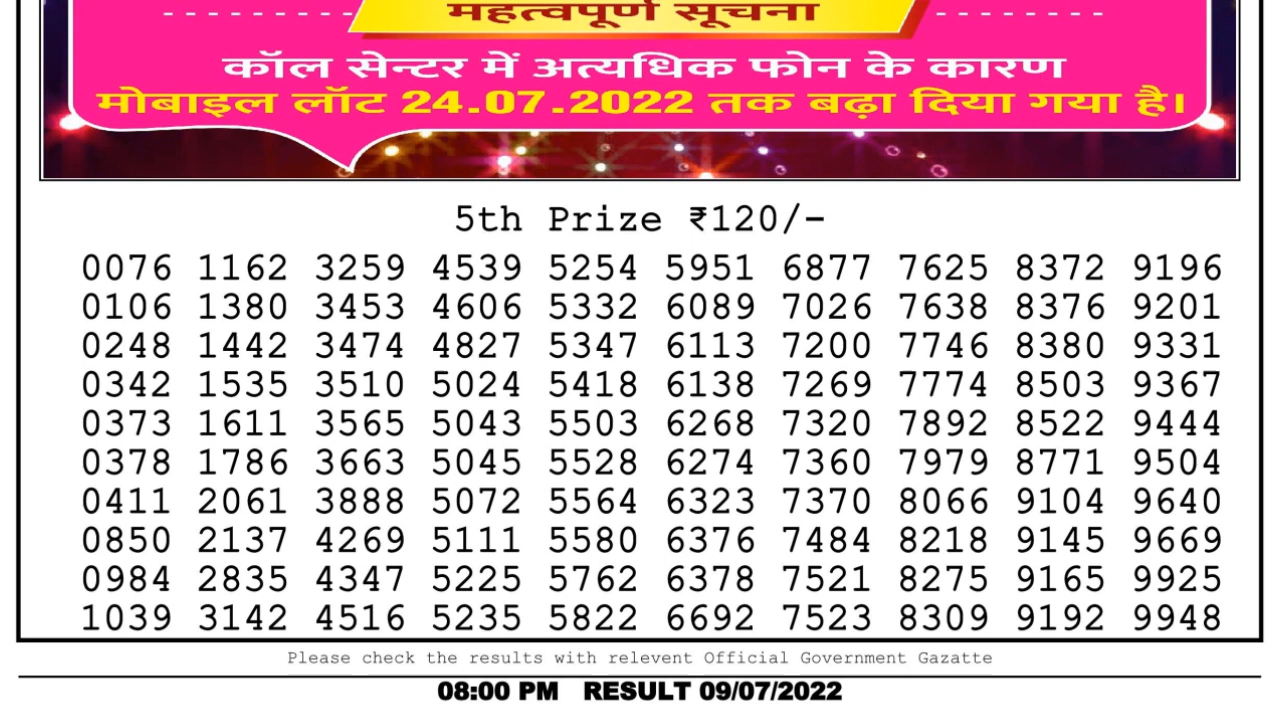 महत्वपूर्ण सूचना
कॉल सेन्टर में अत्यधिक फोन के कारण
मोबाइल लॉट 24.07.2022 तक बढ़ा दिया गया है।
5th Prize ₹120/-
0076 1162 3259 4539 5254 5951 6877 7625 8372 9196
0106 1380 3453 4606 5332 6089 7026 7638 8376 9201
0248 1442 3474 4827 5347 6113 7200 7746 8380 9331
0342 1535 3510 5024 5418 6138 7269 7774 8503 9367
0373 1611 3565 5043 5503 6268 7320 7892 8522 9444
0378 1786 3663 5045 5528 6274 7360 7979 8771 9504
0411 2061 3888 5072 5564 6323 7370 8066 9104 9640
0850 2137 4269 5111 5580 6376 7484 8218 9145 9669
0984 2835 4347 5225 5762 6378 7521 8275 9165 9925
1039 3142 4516 5235 5822 6692 7523 8309 9192 9948
Please check the results with relevent Official Government Gazatte
08:00 PM RESULT 09/07/2022